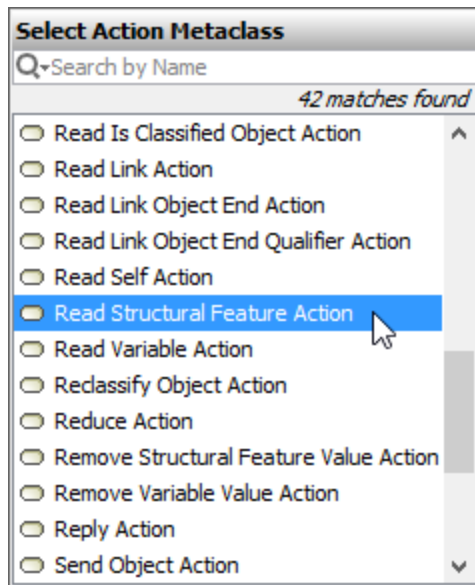 Select Action Metaclass
Search by Name
42 matches found
Read Is Classified Object Action
Read Link Action
Read Link Object End Action
Read Link Object End Qualifier Action
Read Self Action
Read Structural Feature Action
Read Variable Action
Reclassify Object Action
Reduce Action
Remove Structural Feature Value Action
Remove Variable Value Action
Reply Action
Send Object Action